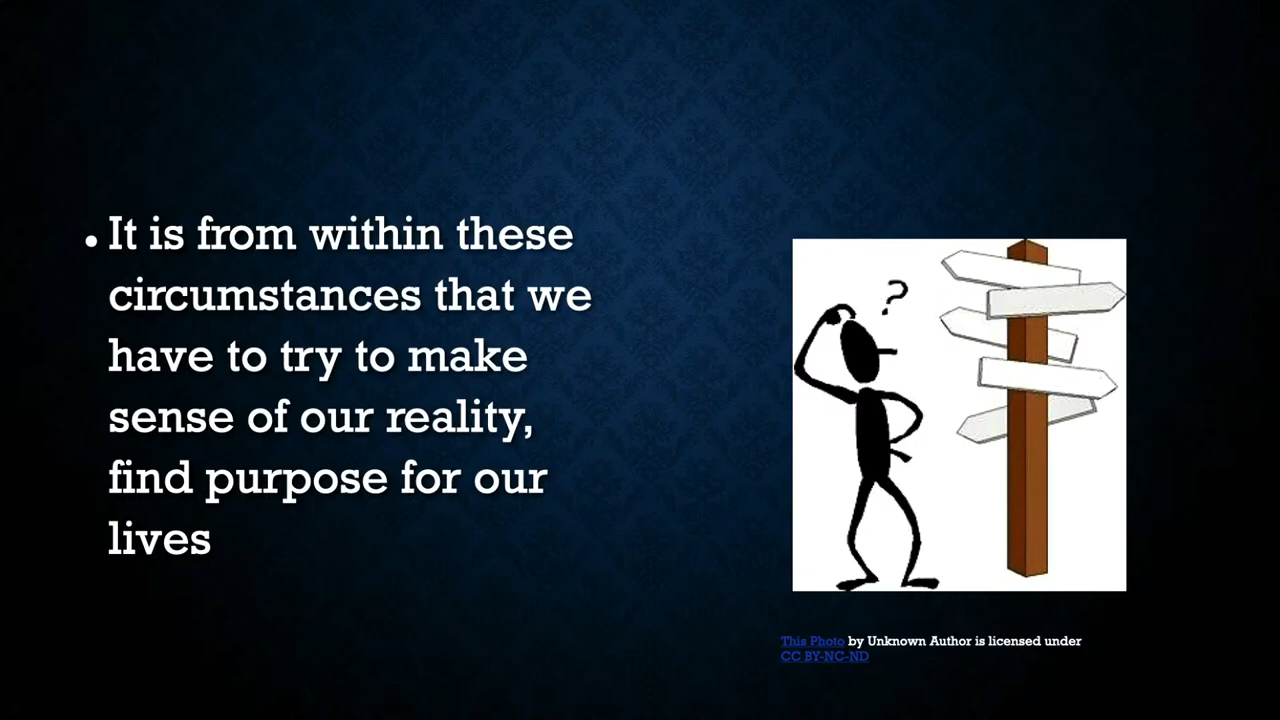 • It is from within these
circumstances that we
have to try to make
sense of our reality,
find purpose for our
lives
?
This Photo by Unknown Author is licensed under
CC BY-NC-ND